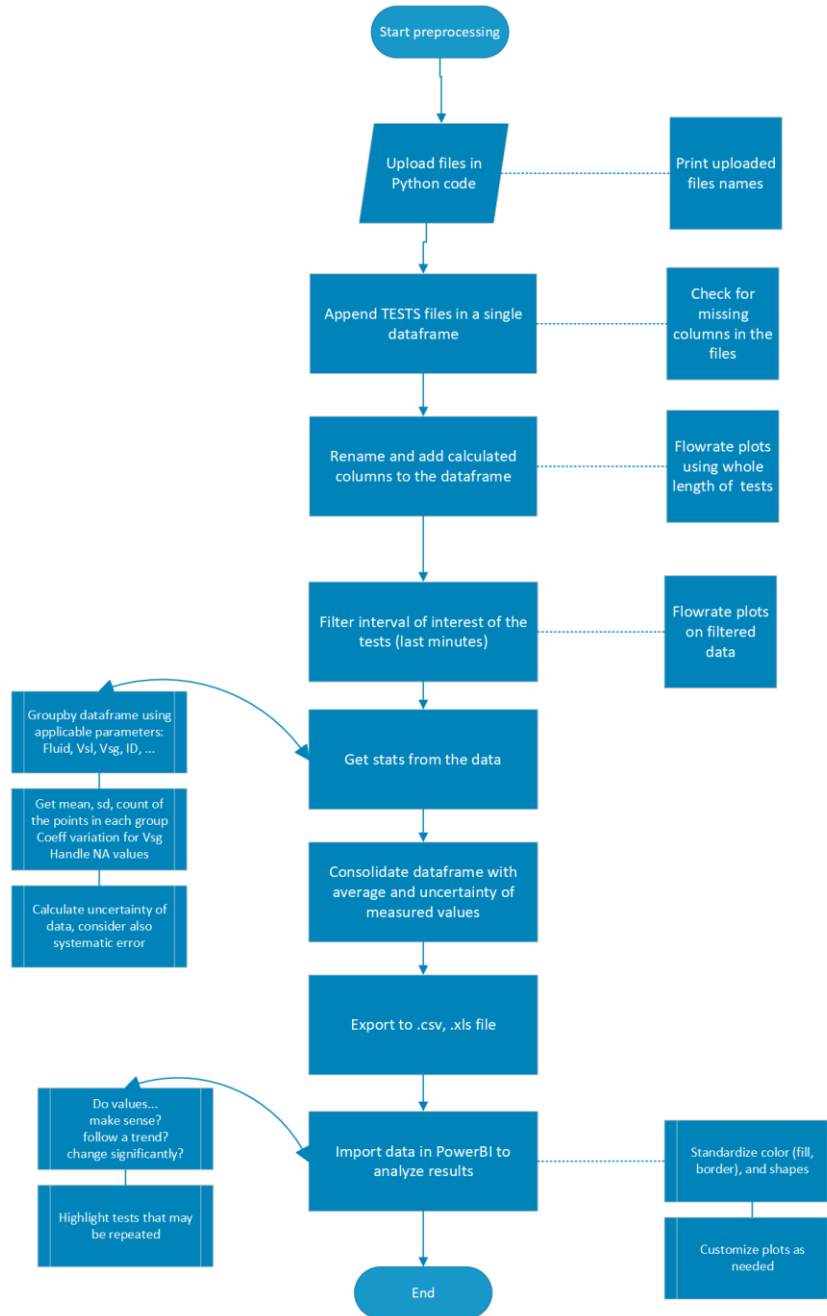 Start preprocessing
Upload files in
Python code
Print uploaded
files names
Append TESTS files in a single
dataframe
Check for
missing
columns in the
files
Rename and add calculated
columns to the dataframe
Flowrate plots
using whole
length of tests
Filter interval of interest of the
tests (last minutes)
Flowrate plots
on filtered
data
Groupby dataframe using
applicable parameters:
Fluid, Vsl, Vsg, ID, ...
Get stats from the data
Get mean, sd, count of
the points in each group
Coeff variation for Vsg
Handle NA values
Calculate uncertainty of
data, consider also
systematic error
Consolidate dataframe with
average and uncertainty of
measured values
Export to .csv, .xls file
Do values...
make sense?
follow a trend?
change significantly?
Import data in PowerBI to
analyze results
Standardize color (fill,
border), and shapes
Highlight tests that may
be repeated
Customize plots as
needed
End